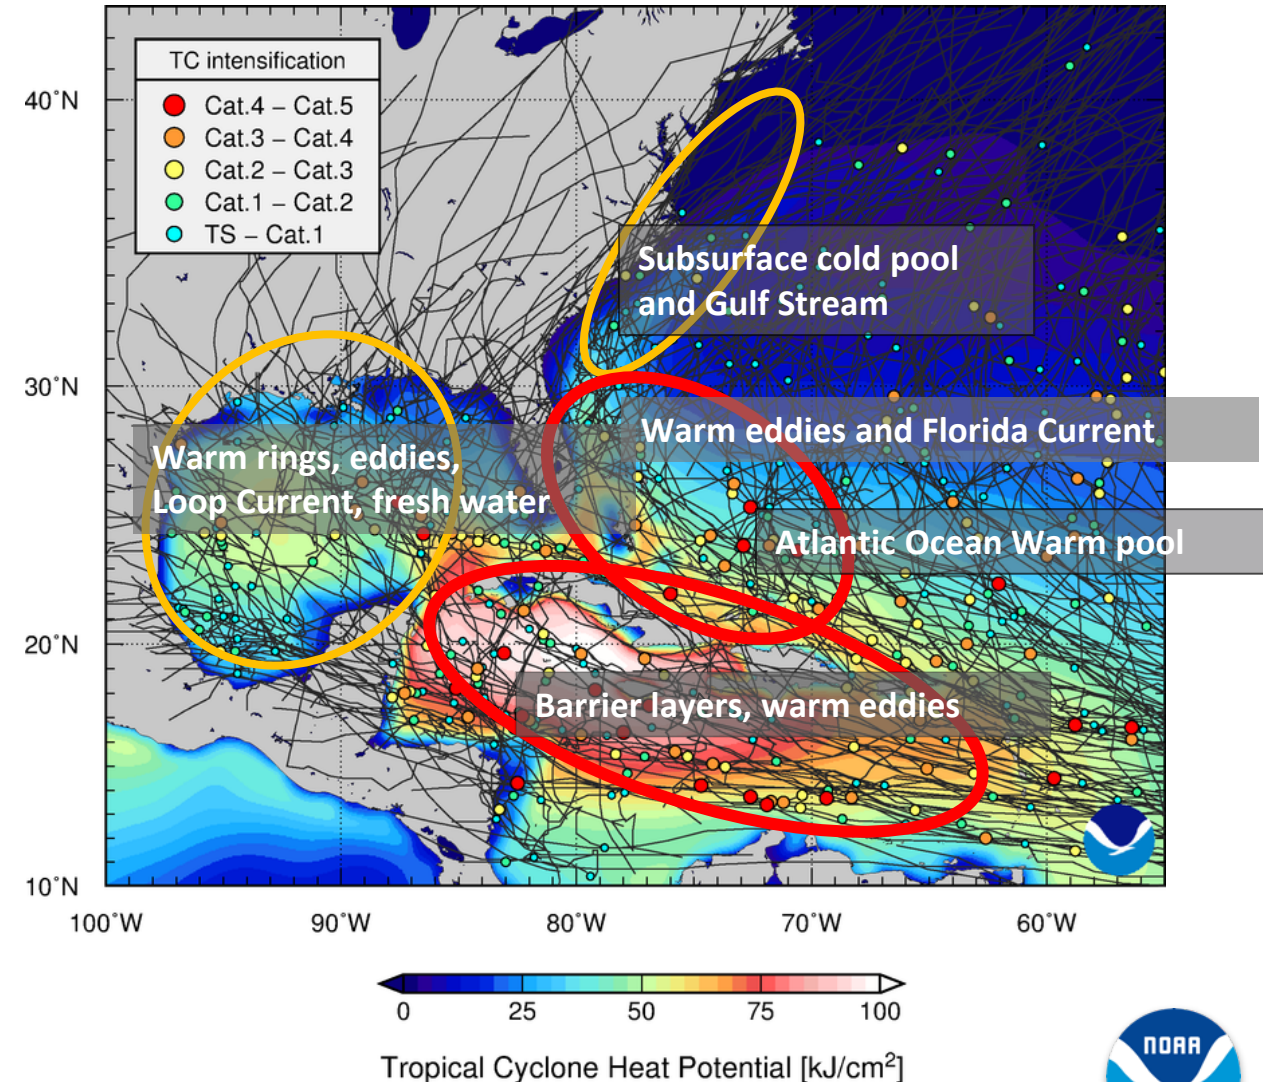 TC intensification
Cat.4 – Cat.5
Cat.3 – Cat.4
Cat.2 – Cat.3
Cat.1 – Cat.2
TS – Cat.1
40°N
30°N
20°N
10°N
Subsurface cold pool
and Gulf Stream
Warm eddies and Florida Current
Warm rings, eddies,
Loop Current, fresh water
Atlantic Ocean Warm pool
Barrier layers, warm eddies
100°W 90°W 80°W 70°W 60°W
0 25 50 75 100
Tropical Cyclone Heat Potential [kJ/cm²]
NOAA